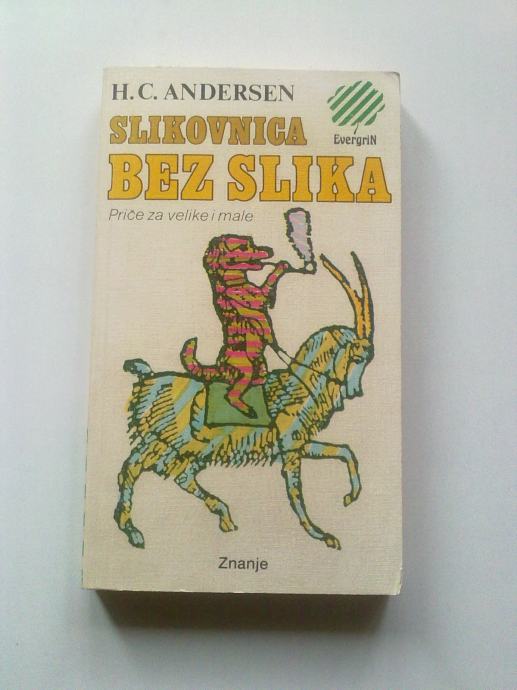 H.C. ANDERSEN
EvergriN
SLIKOVNICA
BEZ SLIKA
Priče za velike i male
Znanje